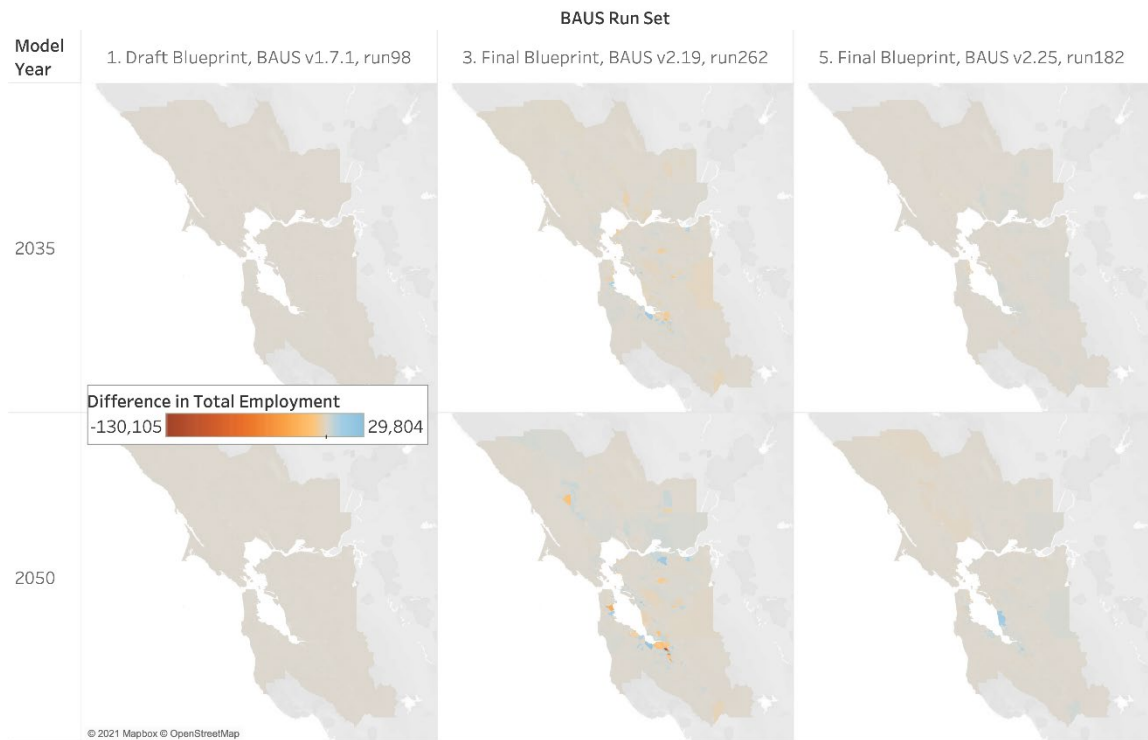 BAUS Run Set
Model
Year
1. Draft Blueprint, BAUS v1.7.1, run98
3. Final Blueprint, BAUS v2.19, run262
5. Final Blueprint, BAUS v2.25, run182
2035
Difference in Total Employment
-130,105 29,804
2050
© 2021 Mapbox © OpenStreetMap